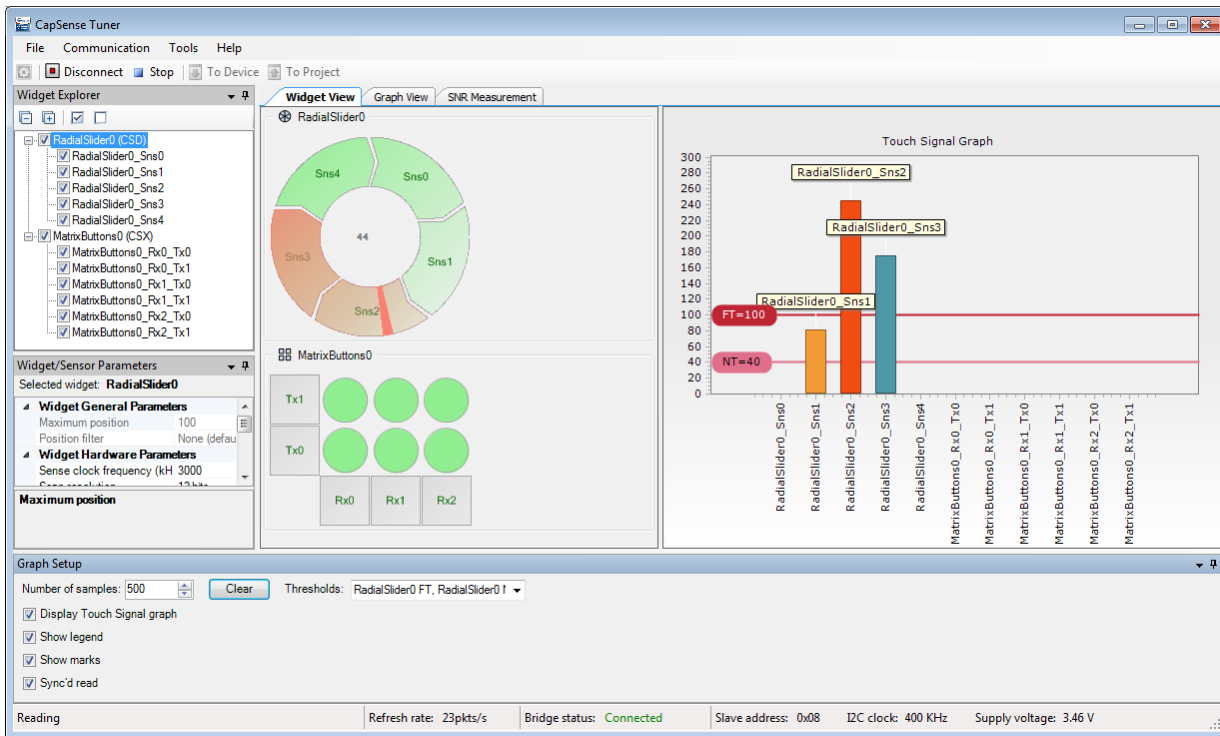 CapSense Tuner
File Communication Tools Help
Disconnect Stop To Device To Project
Widget Explorer
RadialSlider0 (CSD)
RadialSlider0_Sns0
RadialSlider0_Sns1
RadialSlider0_Sns2
RadialSlider0_Sns3
RadialSlider0_Sns4
MatrixButtons0 (CSX)
MatrixButtons0_Rx0_Tx0
MatrixButtons0_Rx0_Tx1
MatrixButtons0_Rx1_Tx0
MatrixButtons0_Rx1_Tx1
MatrixButtons0_Rx2_Tx0
MatrixButtons0_Rx2_Tx1
Widget/Sensor Parameters
Selected widget: RadialSlider0
Widget General Parameters
Maximum position 100
Position filter None (defau
Widget Hardware Parameters
Sense clock frequency (kH 3000
Maximum position
Widget View Graph View SNR Measurement
RadialSlider0
Sns4
Sns0
44
Sns3
Sns1
Sns2
MatrixButtons0
Tx1
Tx0
Rx0 Rx1 Rx2
Touch Signal Graph
300
280
260
240
220
200
180
160
140
120
100
80
60
40
20
0
RadialSlider0_Sns2
RadialSlider0_Sns3
RadialSlider0_Sns1
FT=100
NT=40
RadialSlider0_Sns0
RadialSlider0_Sns1
RadialSlider0_Sns2
RadialSlider0_Sns3
RadialSlider0_Sns4
MatrixButtons0_Rx0_Tx0
MatrixButtons0_Rx0_Tx1
MatrixButtons0_Rx1_Tx0
MatrixButtons0_Rx1_Tx1
MatrixButtons0_Rx2_Tx0
MatrixButtons0_Rx2_Tx1
Graph Setup
Number of samples: 500 Clear Thresholds: RadialSlider0 FT, RadialSlider0
Display Touch Signal graph
Show legend
Show marks
Sync'd read
Reading Refresh rate: 23pkts/s Bridge status: Connected Slave address: 0x08 I2C clock: 400 KHz Supply voltage: 3.46 V